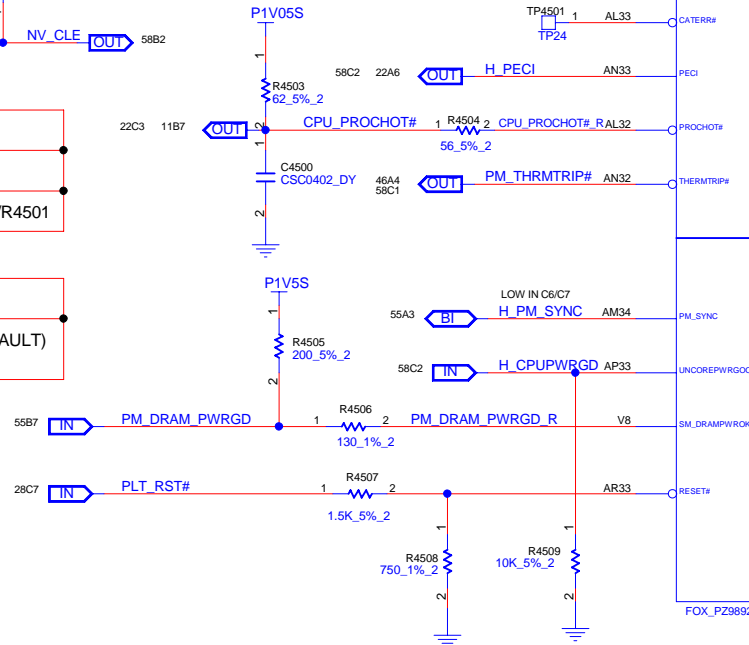 P1V05S
TP4501
1
AL33
CATERR#
TP24
NV_CLE
OUT
58B2
1
R4503
62_5%_2
2
58C2 22A6
OUT
H_PECI
AN33
PECI
22C3 11B7
OUT
CPU_PROCHOT#
1
R4504
2
CPU_PROCHOT#_R
AL32
PROCHOT#
56_5%_2
1
C4500
CSC0402_DY
2
46A4
58C1
OUT
PM_THRMTRIP#
AN32
THERMTRIP#
/R4501
P1V5S
1
R4505
200_5%_2
2
LOW IN C6/C7
55A3
BI
H_PM_SYNC
AM34
PM_SYNC
AULT)
58C2
IN
H_CPUPWRGD
AP33
UNCOREPWRGOO
55B7
IN
PM_DRAM_PWRGD
1
R4506
2
130_1%_2
PM_DRAM_PWRGD_R
V8
SM_DRAMPWROK
28C7
IN
PLT_RST#
1
R4507
2
1.5K_5%_2
AR33
RESET#
1
R4508
750_1%_2
2
1
R4509
10K_5%_2
2
FOX_PZ9892